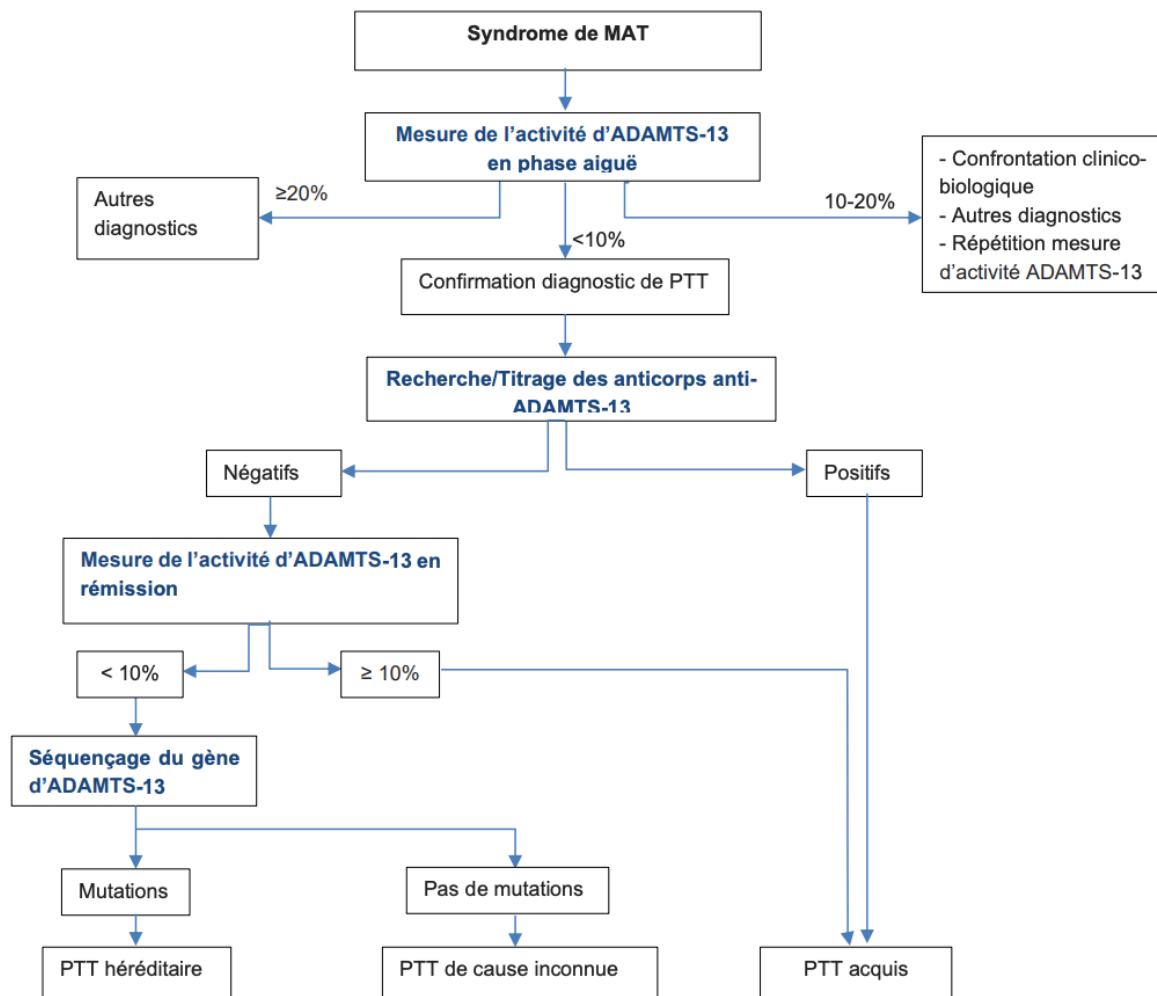 Syndrome de MAT
Mesure de l'activité d'ADAMTS-13
en phase aiguë
Autres
diagnostics
≥20%
<10%
10-20%
- Confrontation clinico-
biologique
- Autres diagnostics
- Répétition mesure
d'activité ADAMTS-13
Confirmation diagnostic de PTT
Recherche/Titrage des anticorps anti-
ADAMTS-13
Négatifs
Positifs
Mesure de l'activité d'ADAMTS-13 en
rémission
< 10%
≥ 10%
Séquençage du gène
d'ADAMTS-13
Mutations
Pas de mutations
PTT héréditaire
PTT de cause inconnue
PTT acquis